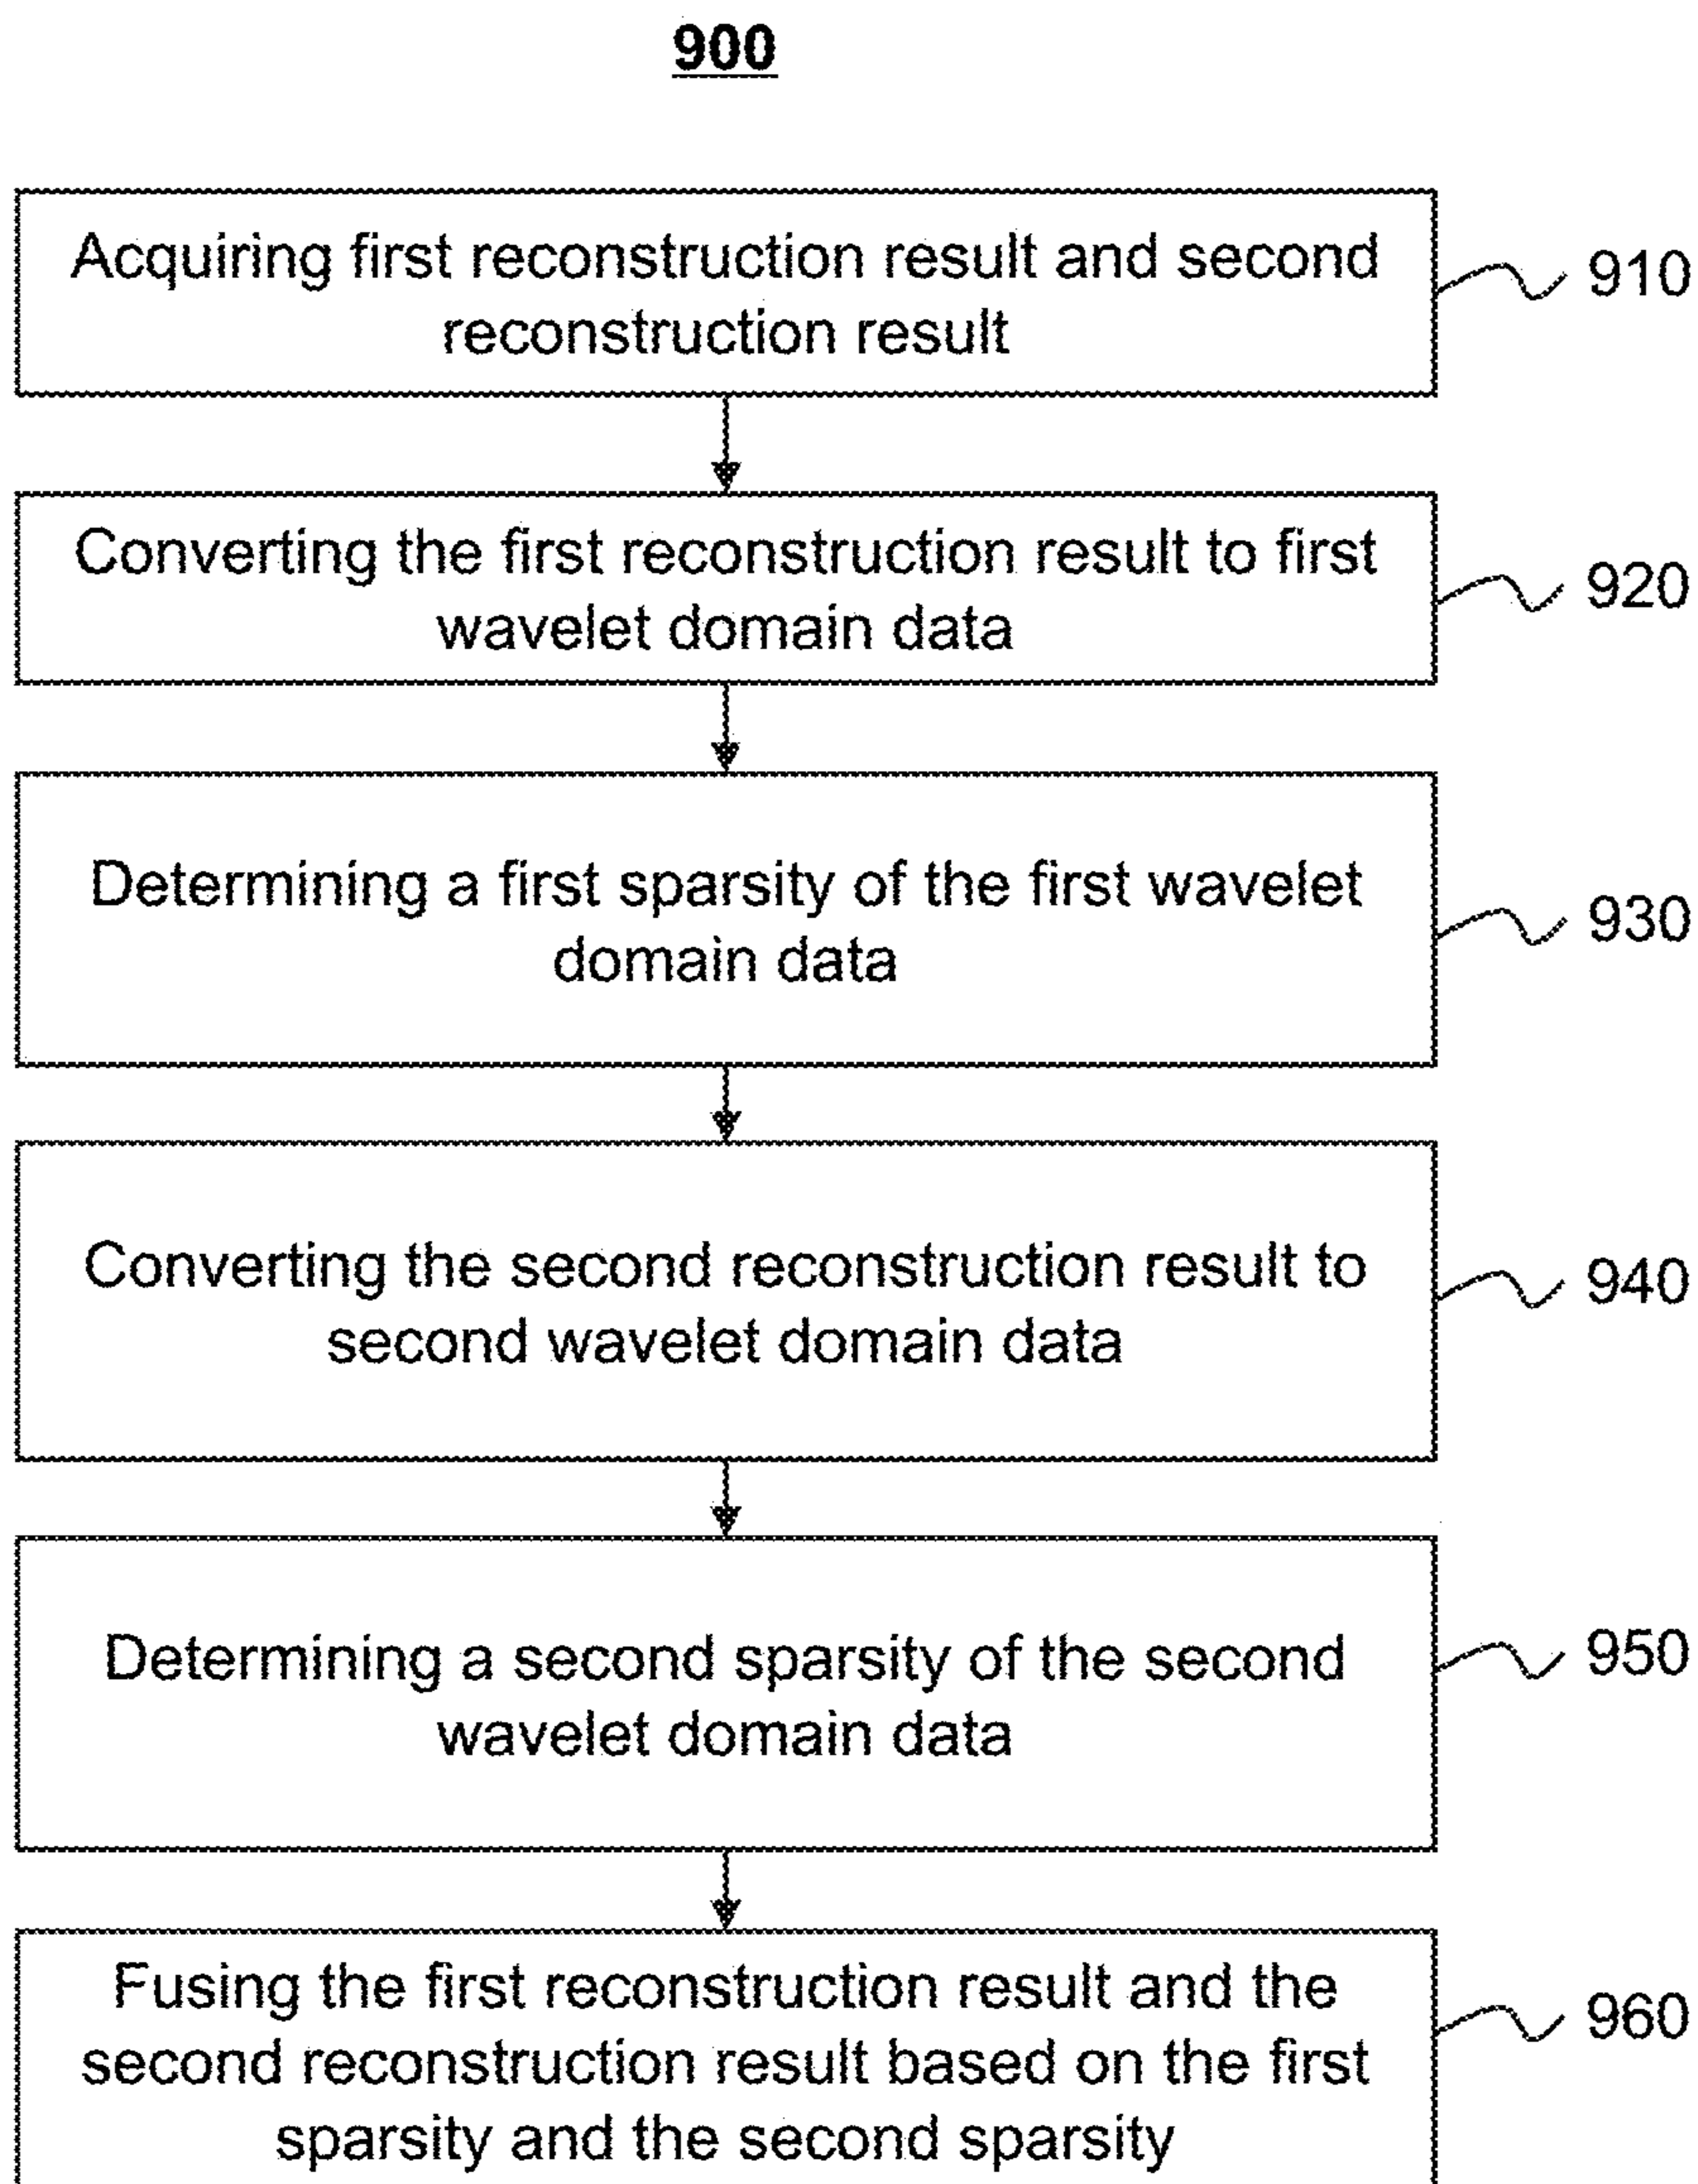 900
Acquiring first reconstruction result and second
reconstruction result
910
Converting the first reconstruction result to first
wavelet domain data
920
Determining a first sparsity of the first wavelet
domain data
930
Converting the second reconstruction result to
second wavelet domain data
940
Determining a second sparsity of the second
wavelet domain data
950
Fusing the first reconstruction result and the
second reconstruction result based on the first
sparsity and the second sparsity
960